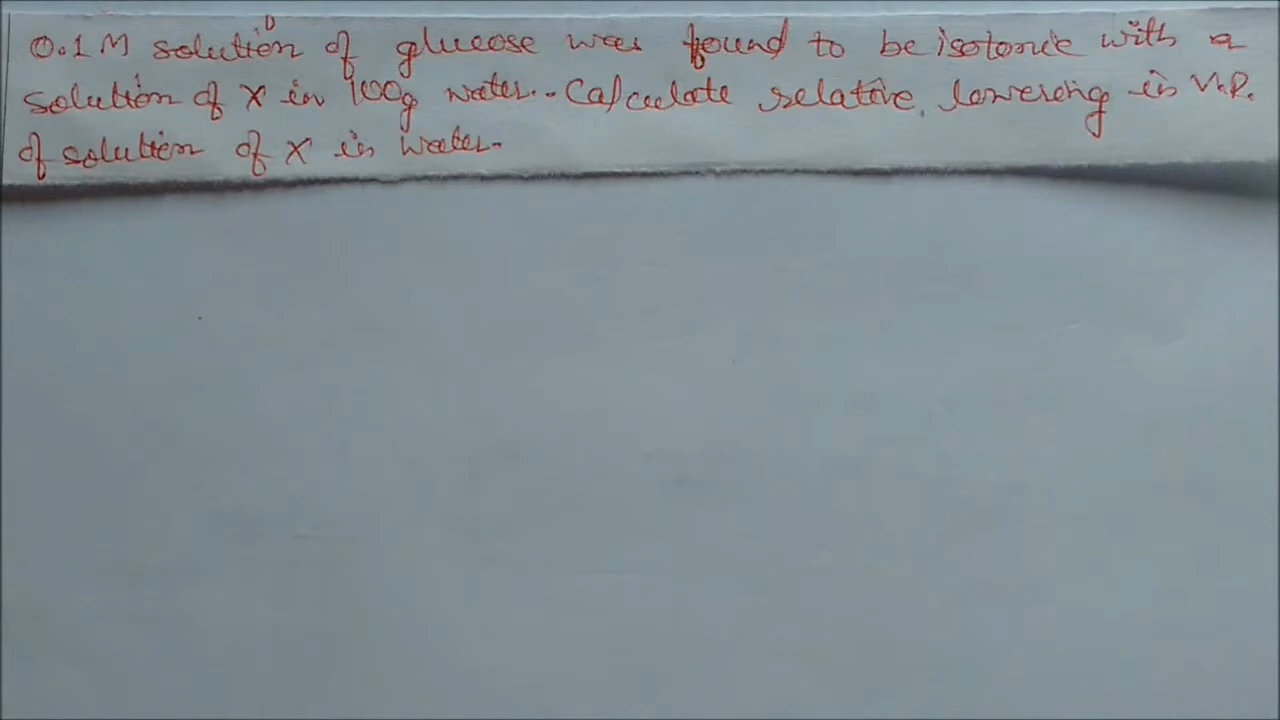 0.1 M solution of glucose was found to be isotonic with a
solution of X in 100g water.. Calculate relative lowering in V.P.
of solution of X in water.